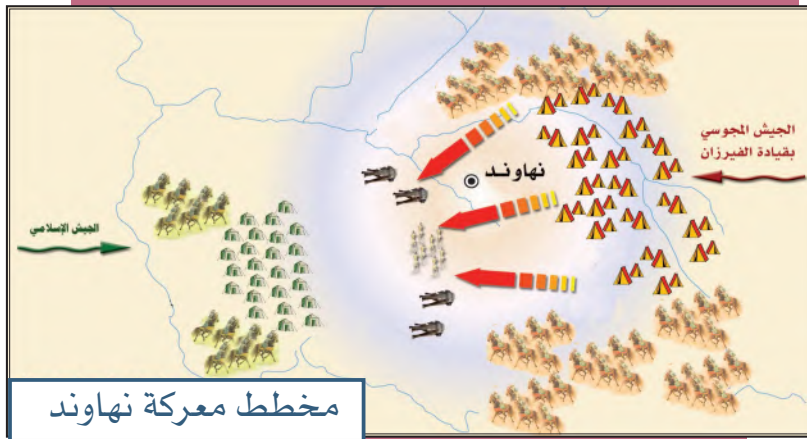 الجيش المجوسي
بقيادة الفيرزان
نهاوند
الجيش الإسلامي
مخطط معركة نهاوند